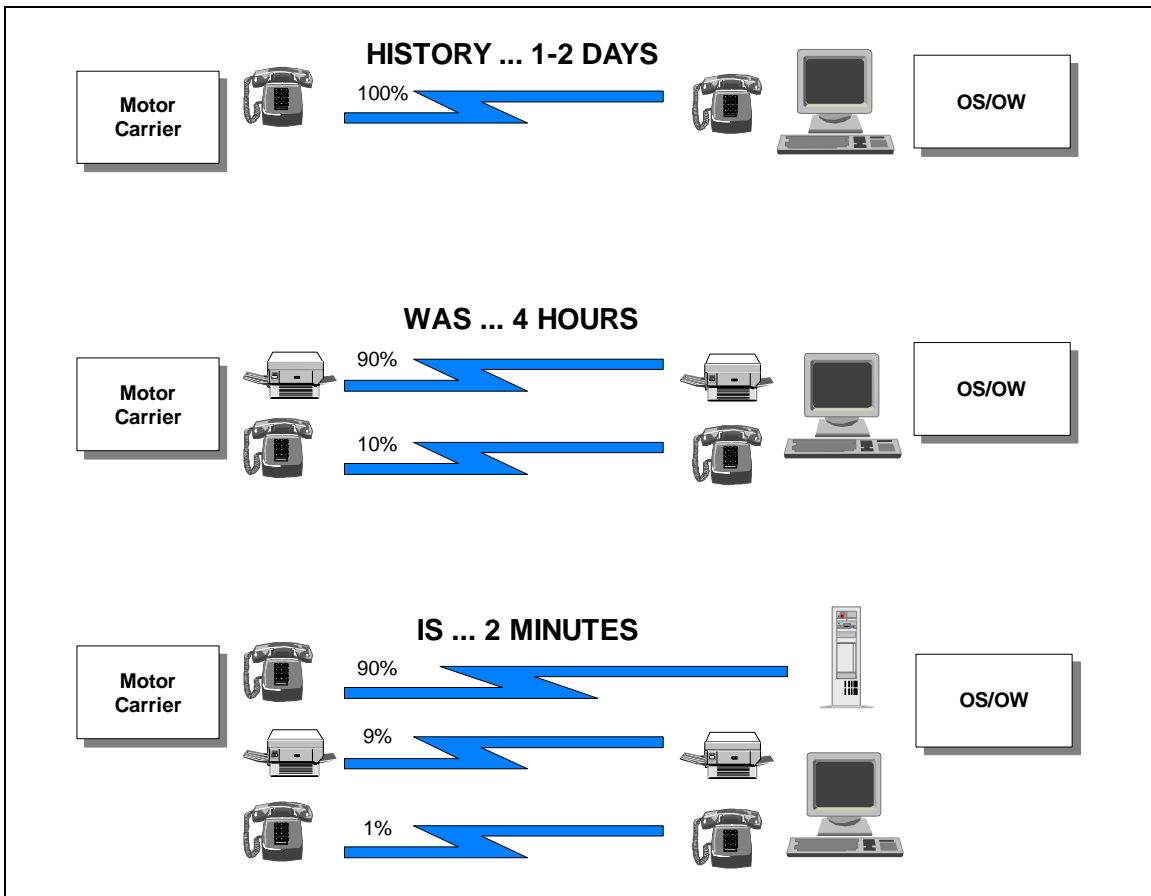 HISTORY ... 1-2 DAYS
Motor
Carrier
100%
OS/OW
WAS ... 4 HOURS
Motor
Carrier
90%
10%
OS/OW
IS ... 2 MINUTES
Motor
Carrier
90%
9%
1%
OS/OW